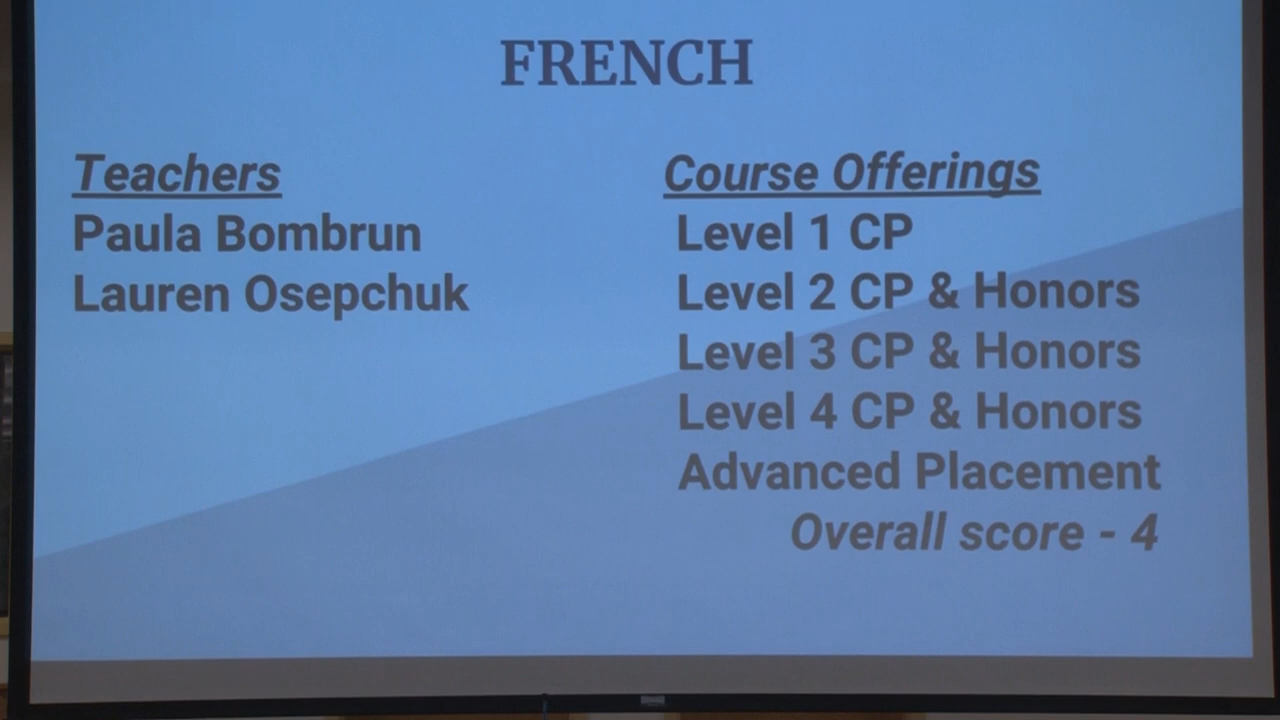 FRENCH
Teachers
Paula Bombrun
Lauren Osepchuk
Course Offerings
Level 1 CP
Level 2 CP & Honors
Level 3 CP & Honors
Level 4 CP & Honors
Advanced Placement
Overall score - 4